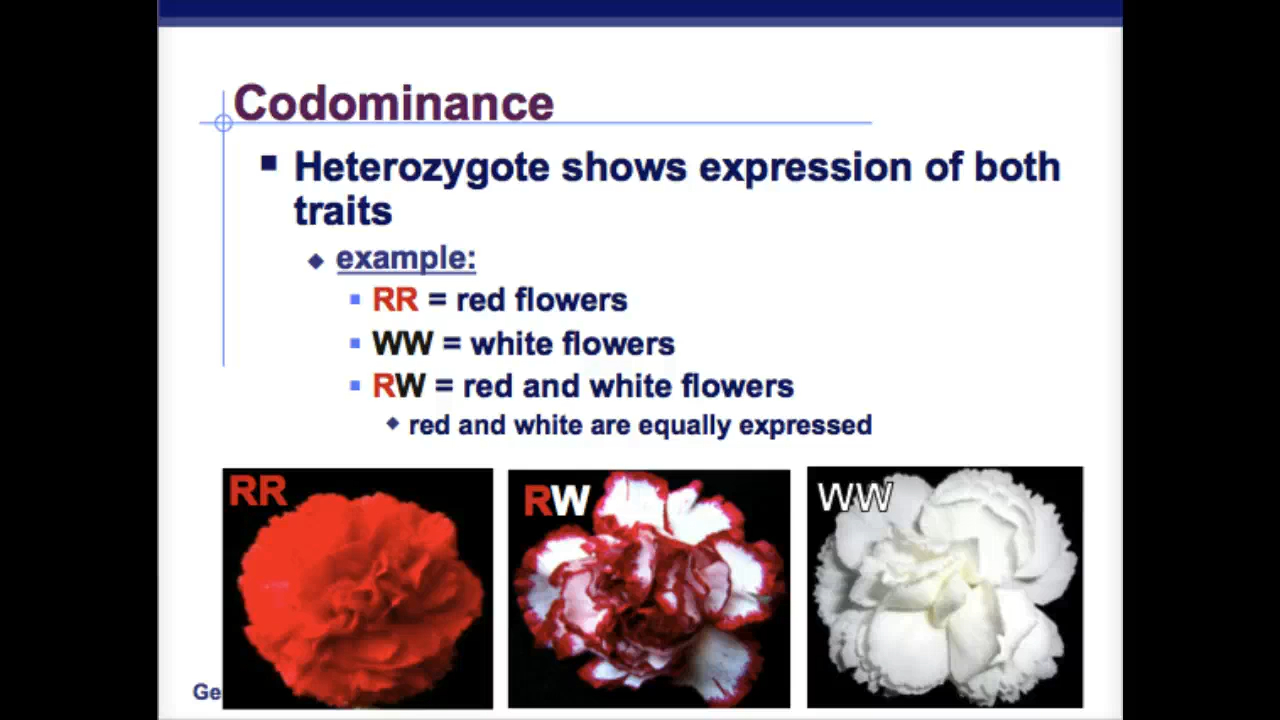 Codominance
Heterozygote shows expression of both
traits
example:
RR = red flowers
WW = white flowers
RW = red and white flowers
red and white are equally expressed
RR
RW
WW
Ge